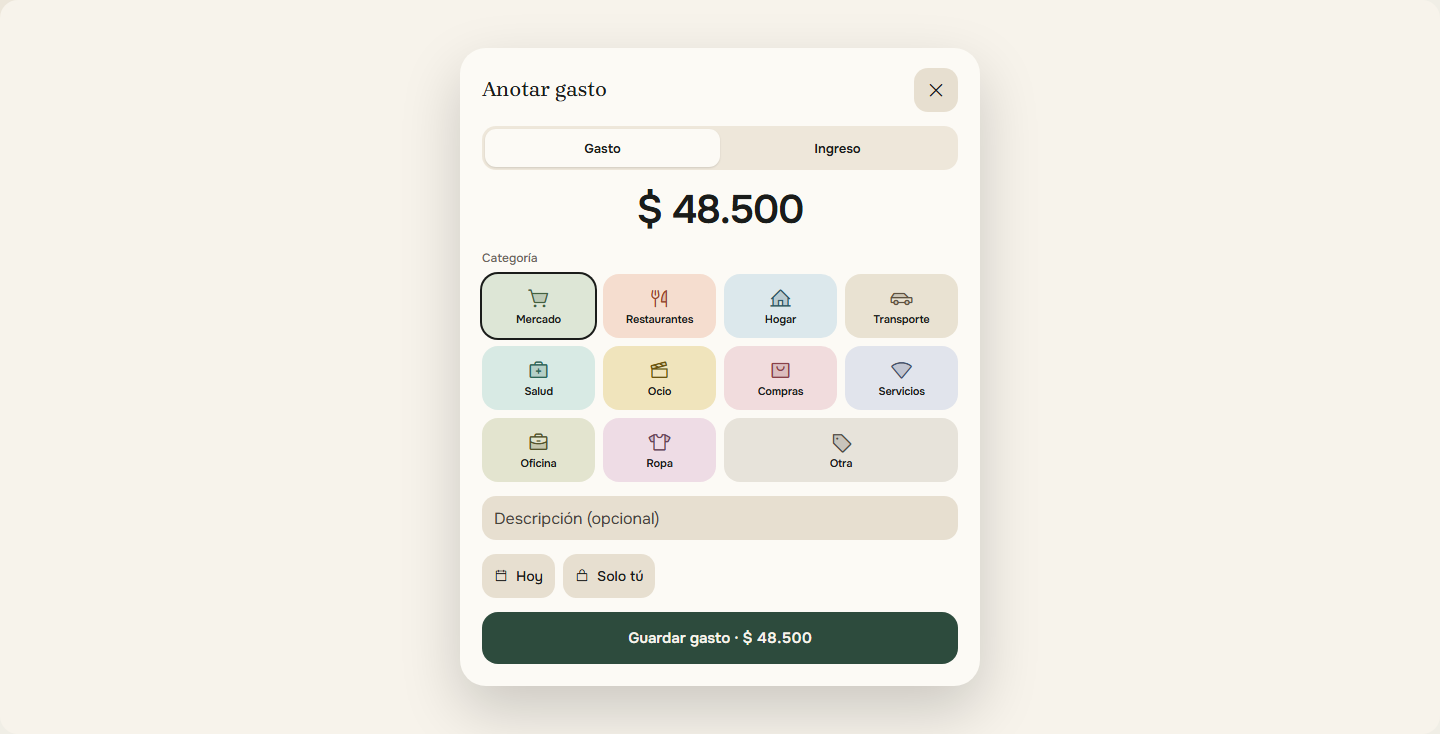 Anotar gasto
Gasto
Ingreso
$ 48.500
Categoría
Mercado
Restaurantes
Hogar
Transporte
Salud
Ocio
Compras
Servicios
Oficina
Ropa
Otra
Descripción (opcional)
Hoy
Solo tú
Guardar gasto · $ 48.500